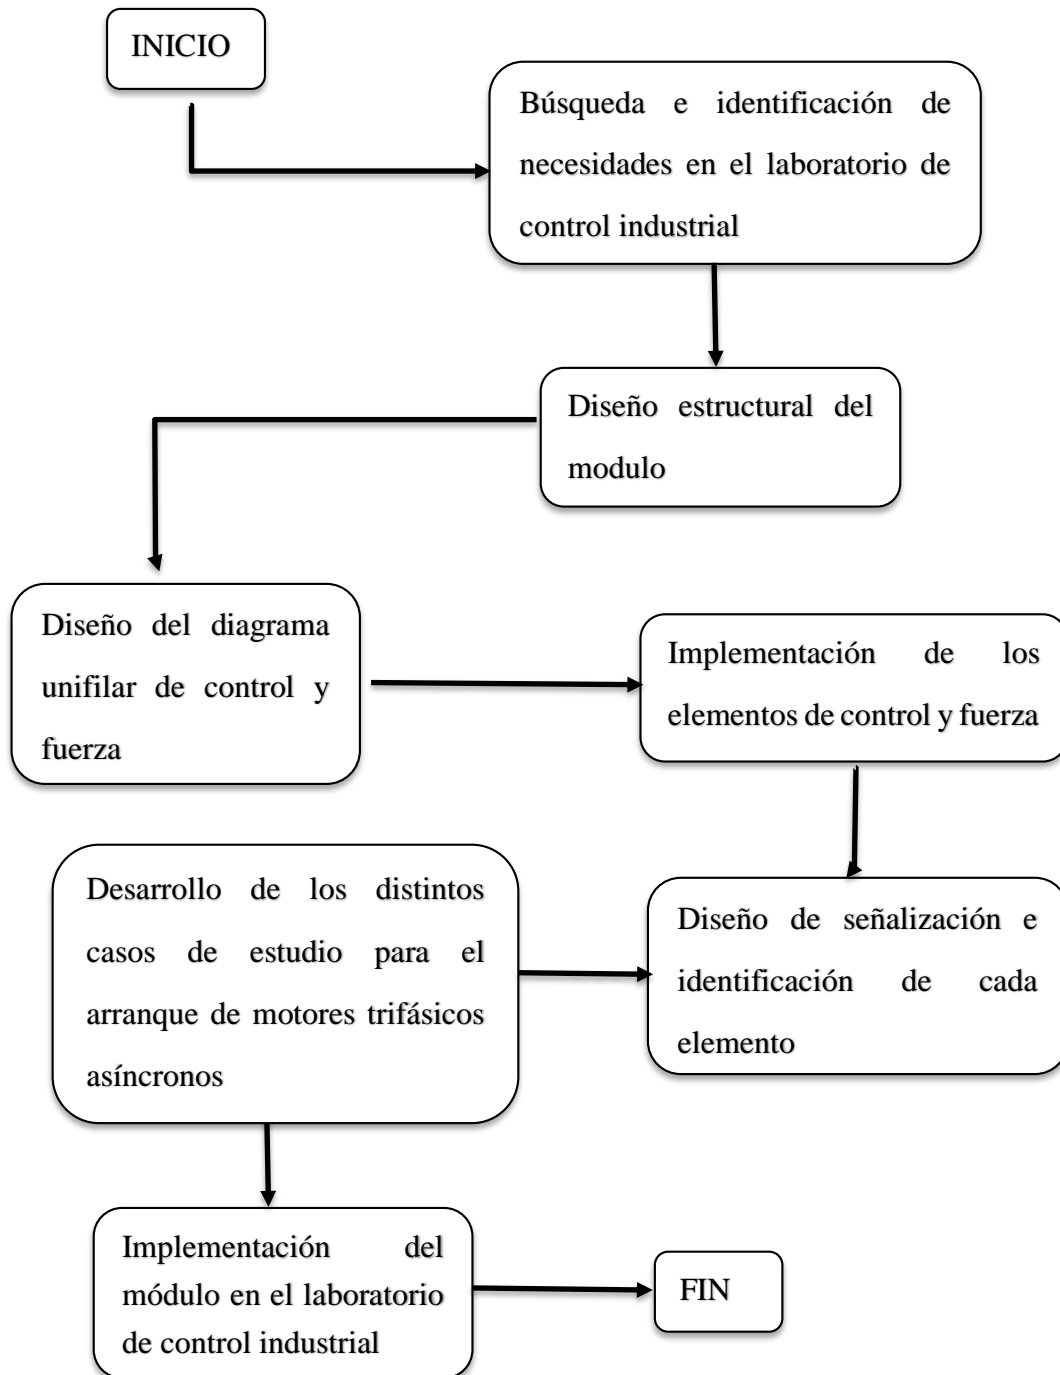 INICIO
Búsqueda e identificación de
necesidades en el laboratorio de
control industrial
Diseño estructural del
modulo
Diseño del diagrama
unifilar de control y
fuerza
Implementación de los
elementos de control y fuerza
Desarrollo de los distintos
casos de estudio para el
arranque de motores trifásicos
asíncronos
Diseño de señalización e
identificación de cada
elemento
Implementación del
módulo en el laboratorio
de control industrial
FIN